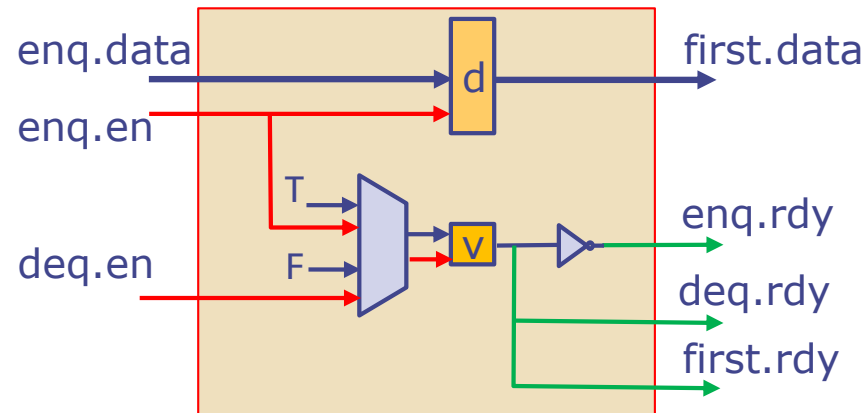 enq.data
d
first.data
enq.en
T
enq.rdy
v
deq.en
F
deq.rdy
first.rdy